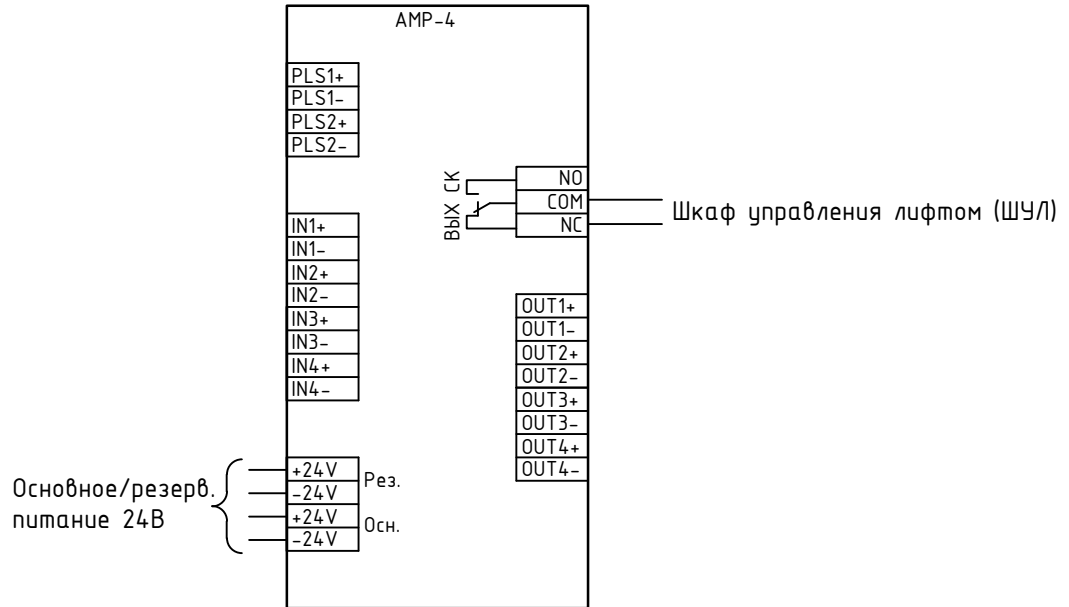 АМР-4
PLS1+
PLS1-
PLS2+
PLS2-
ВЫХ СК
NO
COM
NC
Шкаф управления лифтом (ШУЛ)
IN1+
IN1-
IN2+
IN2-
IN3+
IN3-
IN4+
IN4-
OUT1+
OUT1-
OUT2+
OUT2-
OUT3+
OUT3-
OUT4+
OUT4-
Основное/резерв.
питание 24В
+24V
-24V
Рез.
+24V
-24V
Осн.